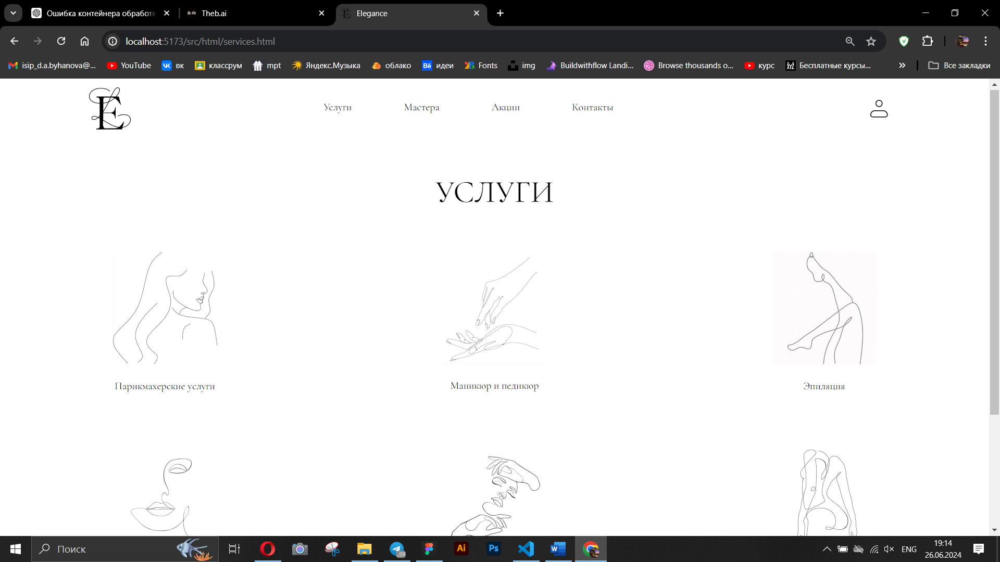 Ошибка контейнера обработк
Theb.ai
Elegance
localhost:5173/src/html/services.html
isip_d.a.byhanova@...
YouTube
вк
классрум
mpt
Яндекс.Музыка
облако
идеи
Fonts
img
Buildwithflow Landi...
Browse thousands o...
курс
Бесплатные курсы...
Все закладки
E
Услуги
Мастера
Акции
Контакты
УСЛУГИ
Парикмахерские услуги
Маникюр и педикюр
Эпиляция
Поиск
ENG
19:14
26.06.2024